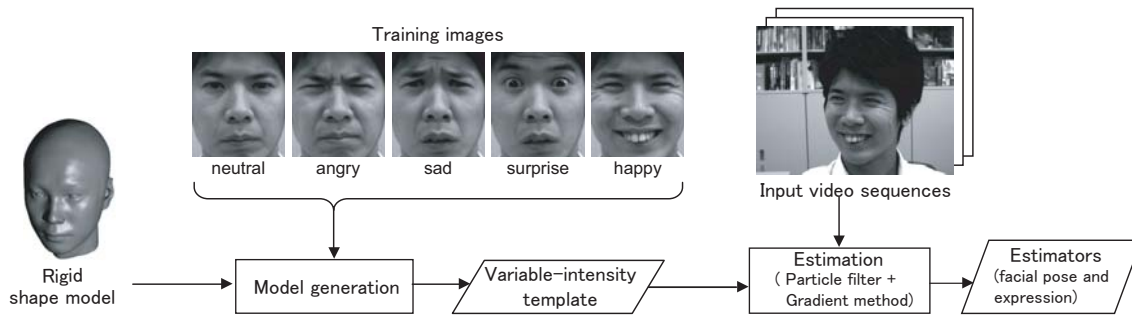 Training images
neutral
angry
sad
surprise
happy
Input video sequences
Rigid
shape model
Model generation
Variable-intensity
template
Estimation
( Particle filter +
Gradient method)
Estimators
(facial pose and
expression)